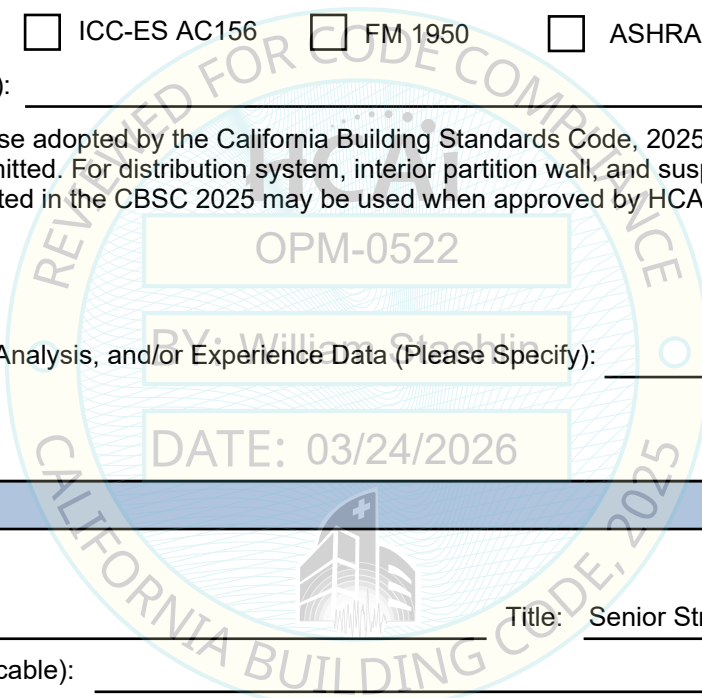 ☐ ICC-ES AC156 ☐ FM 1950 ☐ ASHRA
REVIEWED FOR CODE COMPLIANCE
):
HCAi
se adopted by the California Building Standards Code, 2025
mitted. For distribution system, interior partition wall, and susp
ted in the CBSC 2025 may be used when approved by HCA
OPM-0522
BY: William Staehlin
Analysis, and/or Experience Data (Please Specify):
DATE: 03/24/2026
CALIFORNIA BUILDING CODE, 2025
Title: Senior Str
cable):